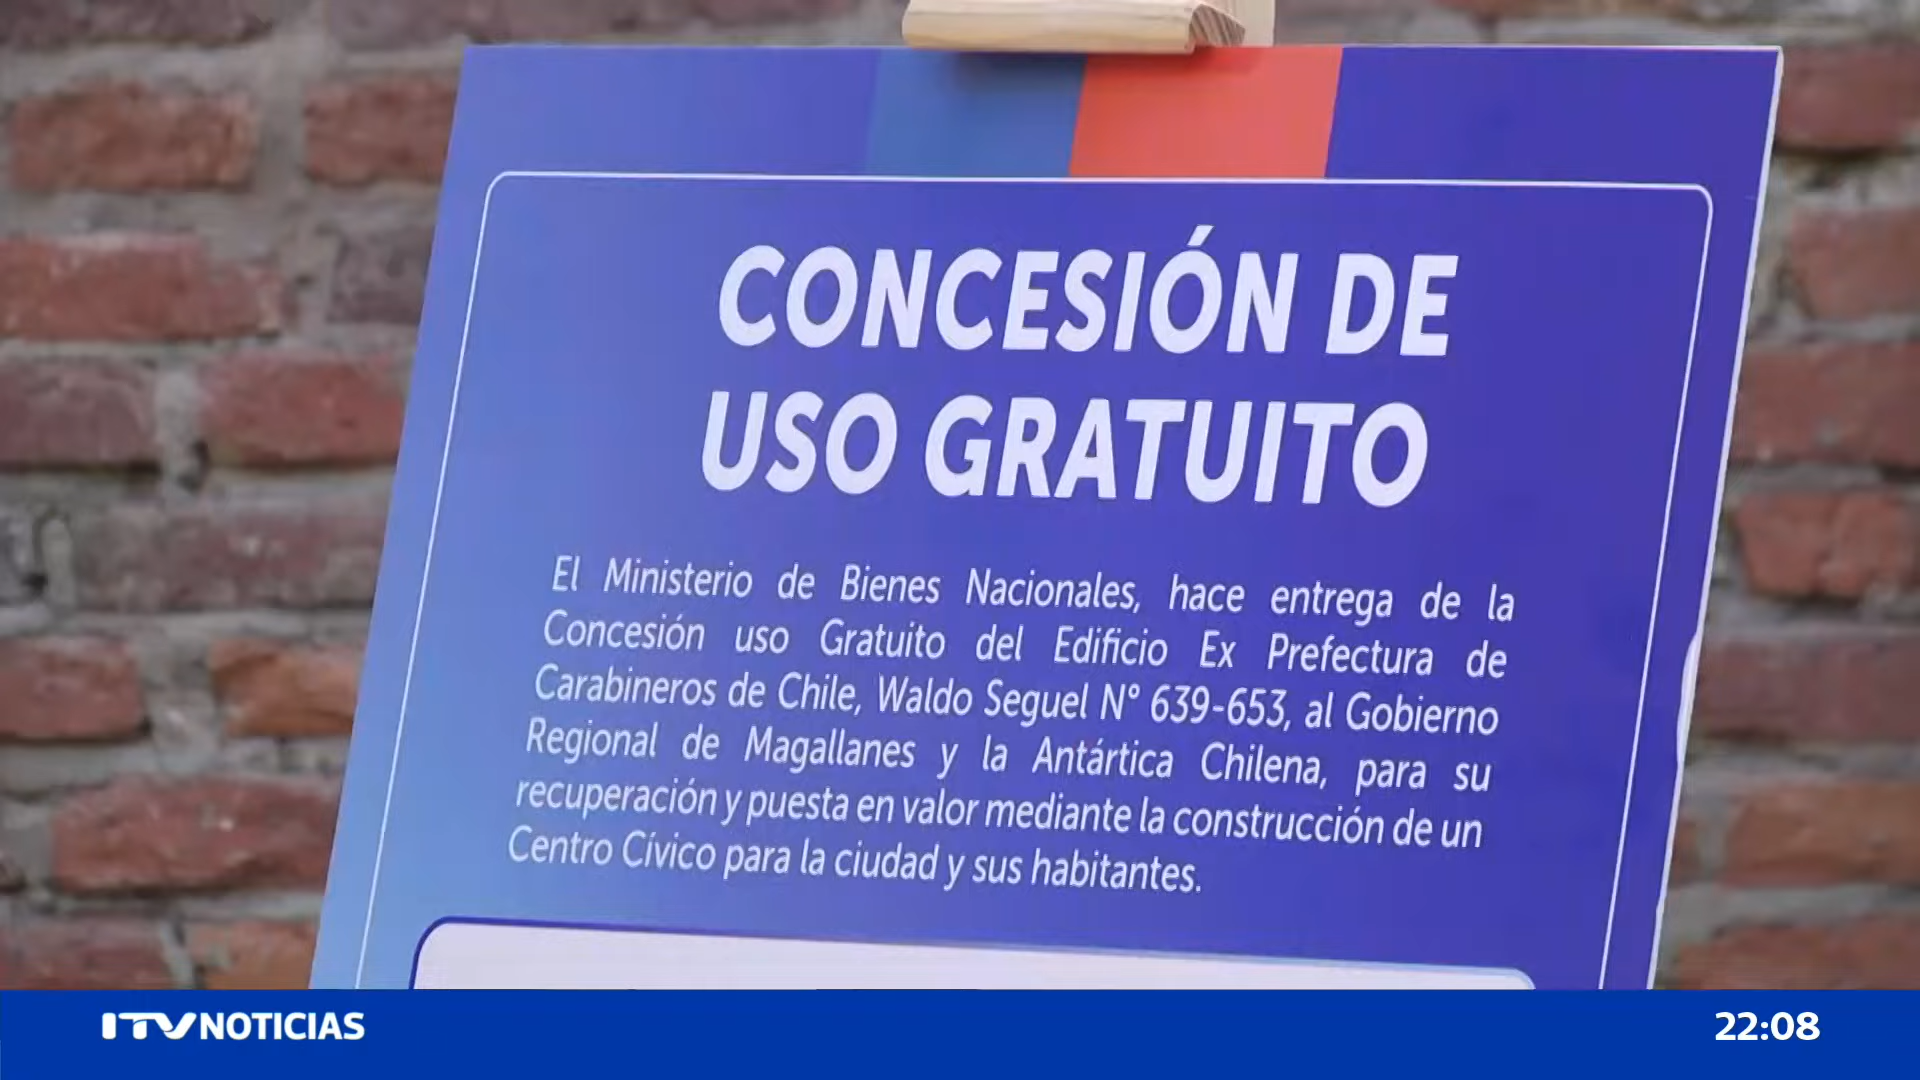 CONCESIÓN DE
USO GRATUITO
El Ministerio de Bienes Nacionales, hace entrega de la
Concesión uso Gratuito del Edificio Ex Prefectura de
Carabineros de Chile, Waldo Seguel N° 639-653, al Gobierno
Regional de Magallanes y la Antártica Chilena, para su
recuperación y puesta en valor mediante la construcción de un
Centro Cívico para la ciudad y sus habitantes.
ITV NOTICIAS
22:08